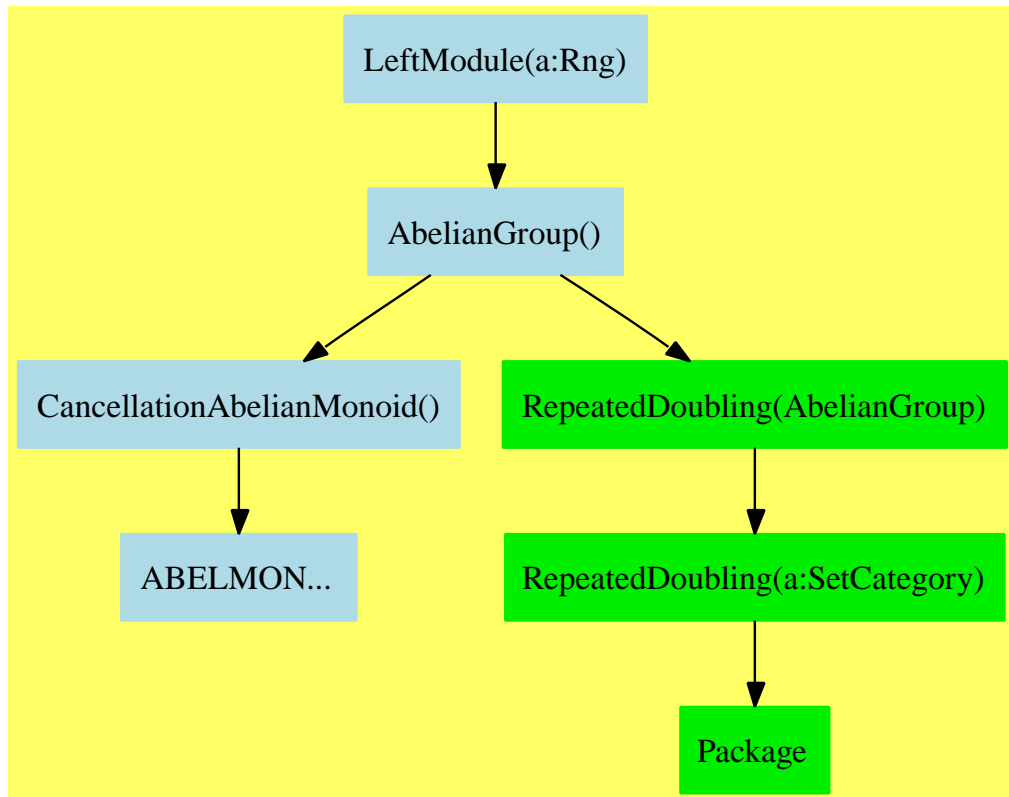 LeftModule(a:Rng)
AbelianGroup()
CancellationAbelianMonoid()
RepeatedDoubling(AbelianGroup)
ABELMON...
RepeatedDoubling(a:SetCategory)
Package